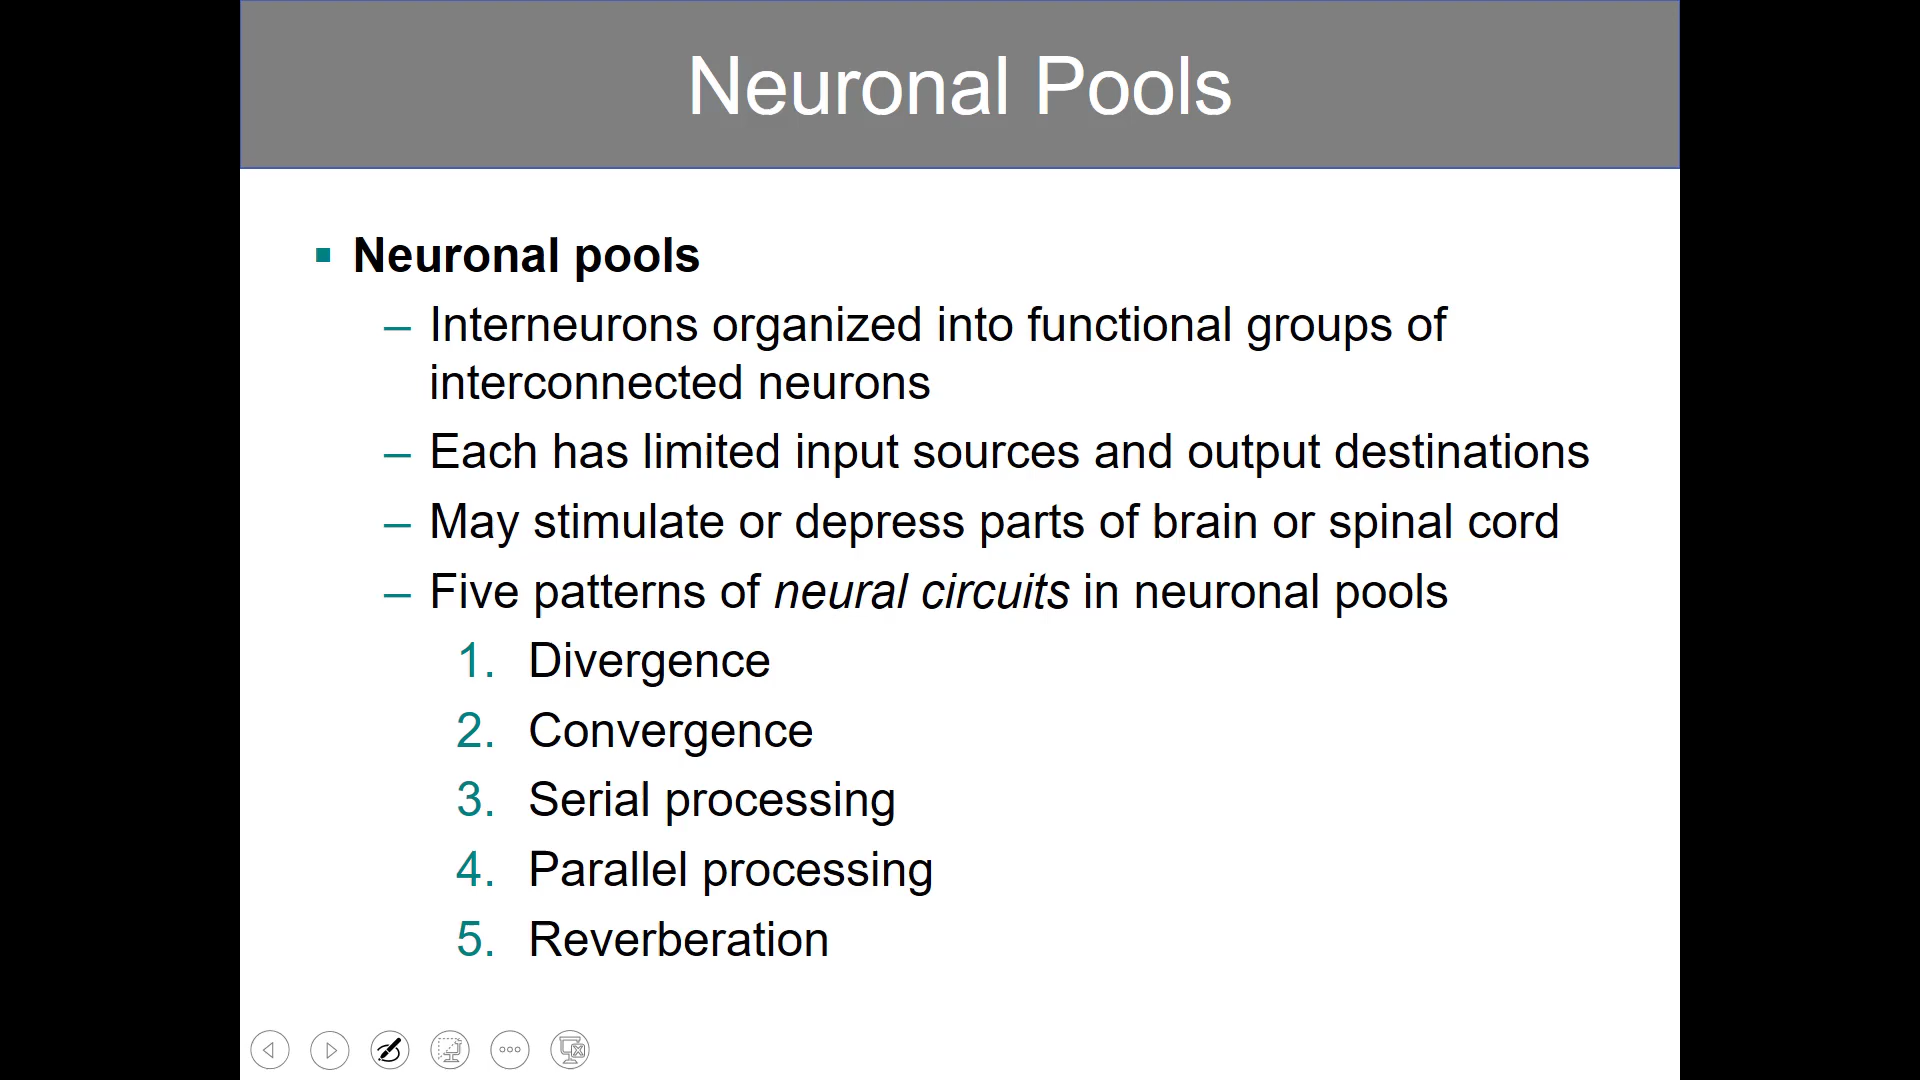 Neuronal Pools
▪ Neuronal pools
– Interneurons organized into functional groups of
interconnected neurons
– Each has limited input sources and output destinations
– May stimulate or depress parts of brain or spinal cord
– Five patterns of neural circuits in neuronal pools
1. Divergence
2. Convergence
3. Serial processing
4. Parallel processing
5. Reverberation